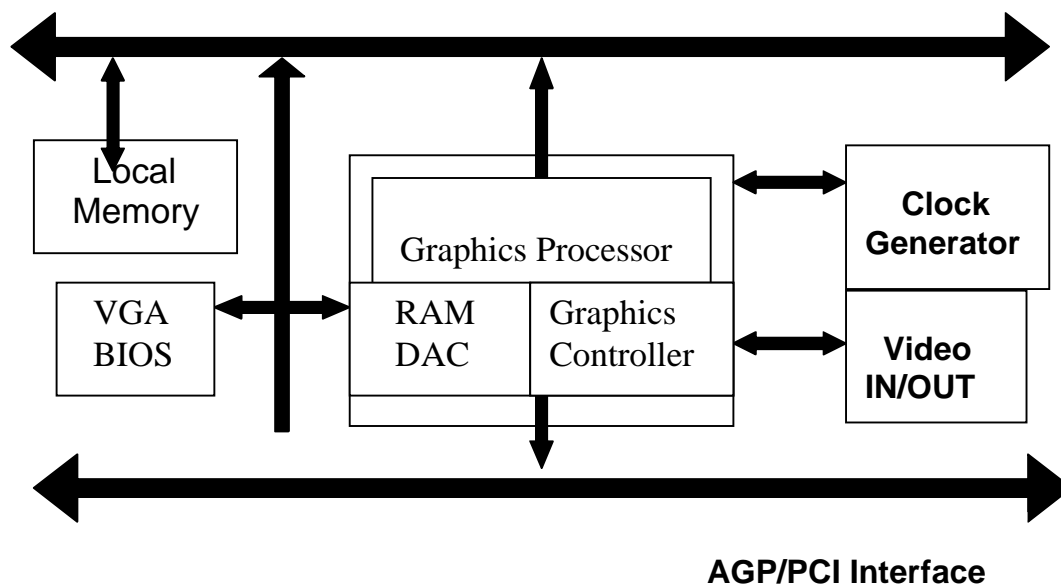 Local
Memory
Graphics Processor
Clock
Generator
VGA
BIOS
RAM
DAC
Graphics
Controller
Video
IN/OUT
AGP/PCI Interface